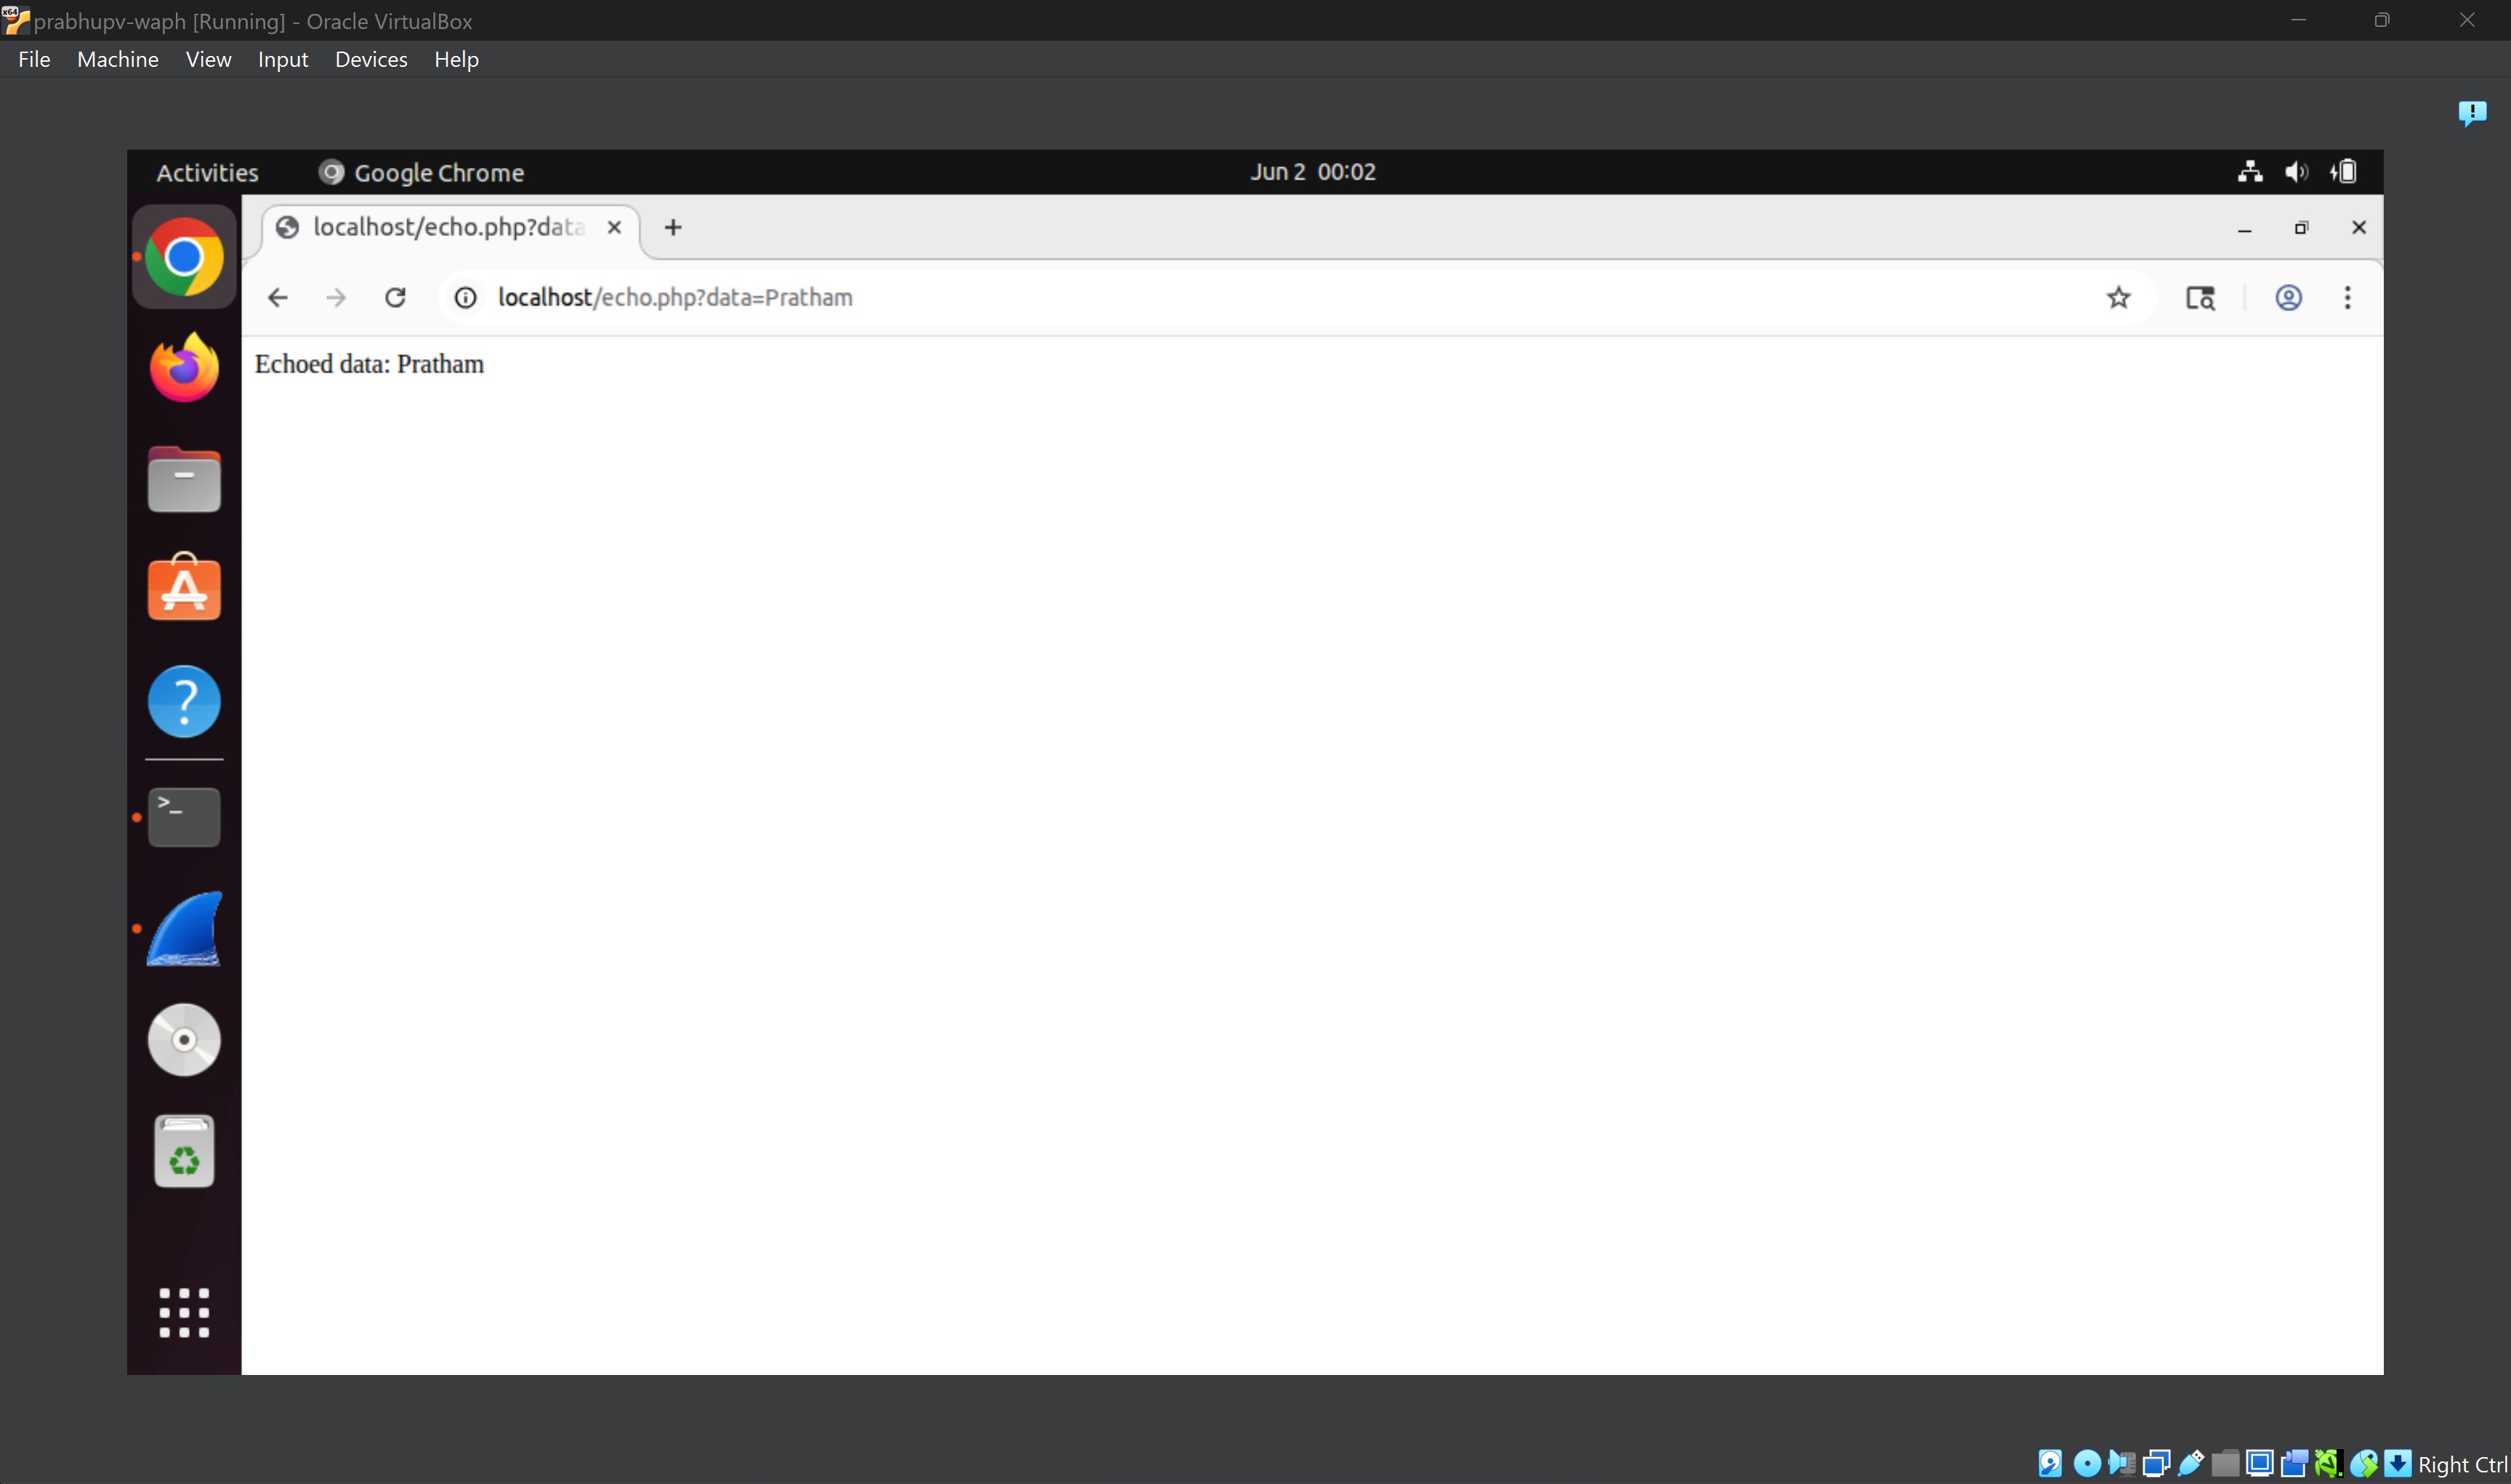 prabhupv-waph [Running] - Oracle VirtualBox
File Machine View Input Devices Help
Activities Google Chrome Jun 2 00:02
localhost/echo.php?data
localhost/echo.php?data=Pratham
Echoed data: Pratham
Right Ctrl